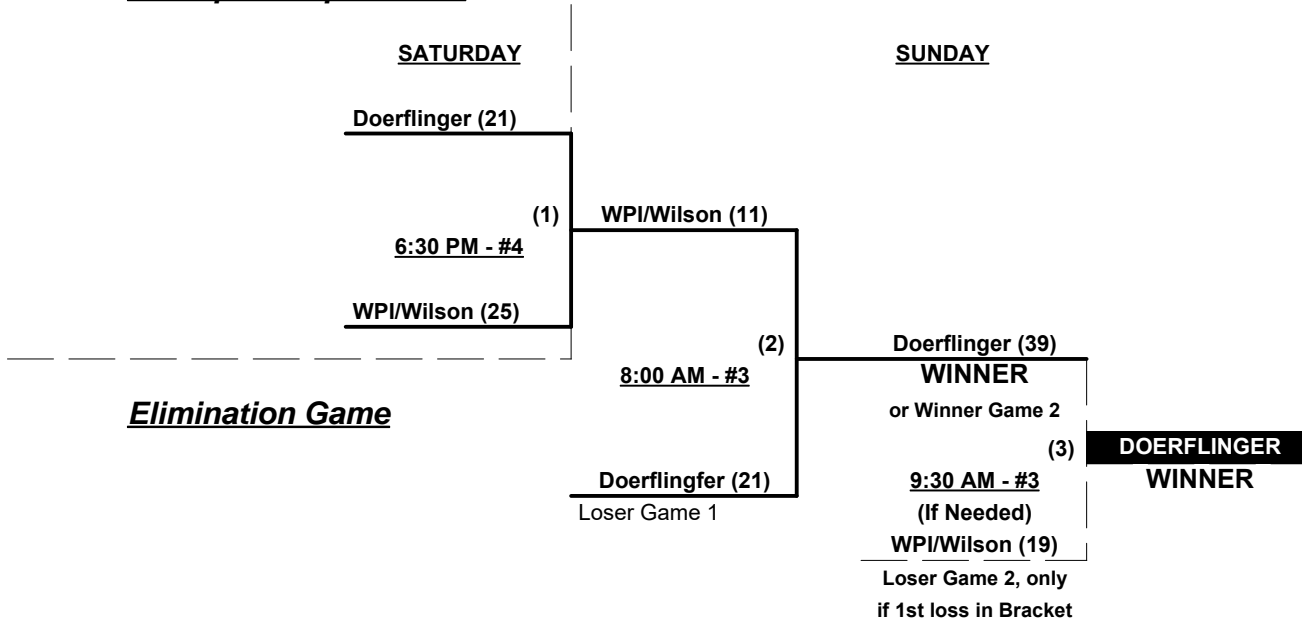 SATURDAY
SUNDAY
Doerflinger (21)
(1)
WPI/Wilson (11)
6:30 PM - #4
WPI/Wilson (25)
(2)
Doerflinger (39)
8:00 AM - #3
WINNER
Elimination Game
or Winner Game 2
(3)
DOERFLINGER
Doerflingfer (21)
9:30 AM - #3
WINNER
Loser Game 1
(If Needed)
WPI/Wilson (19)
Loser Game 2, only
if 1st loss in Bracket